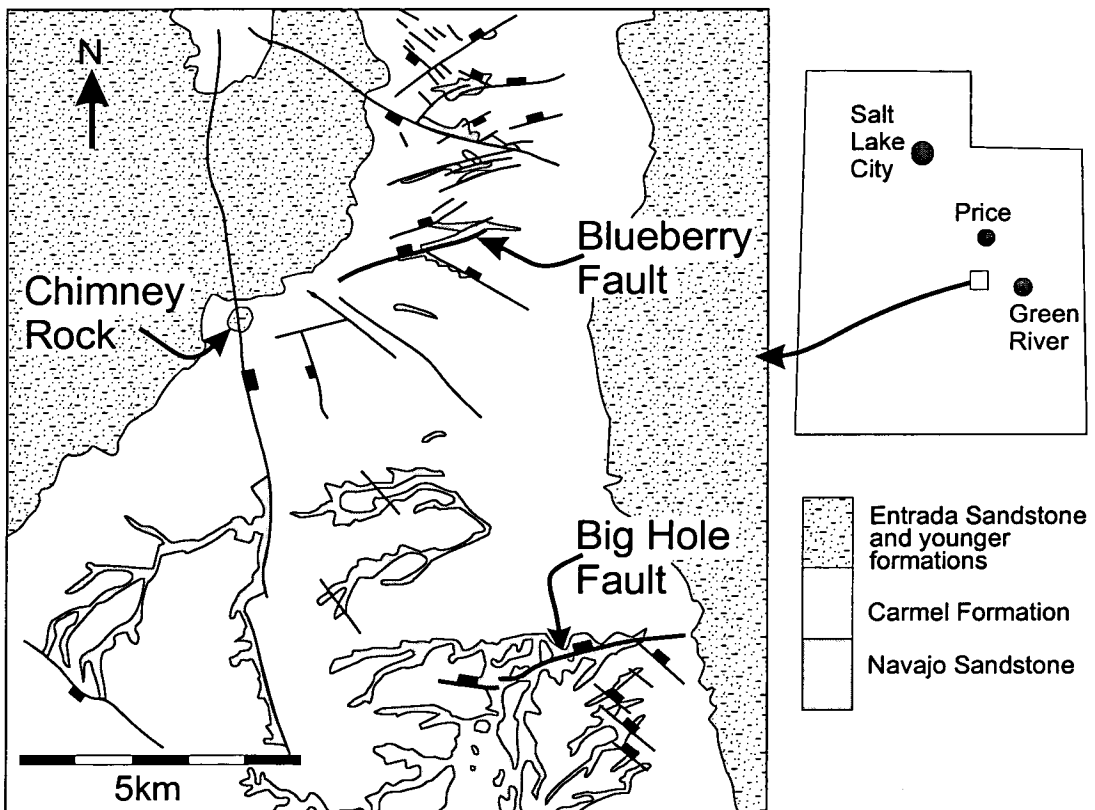 N
Chimney
Rock
Blueberry
Fault
Big Hole
Fault
5km
Salt
Lake
City
Price
Green
River
Entrada Sandstone
and younger
formations
Carmel Formation
Navajo Sandstone